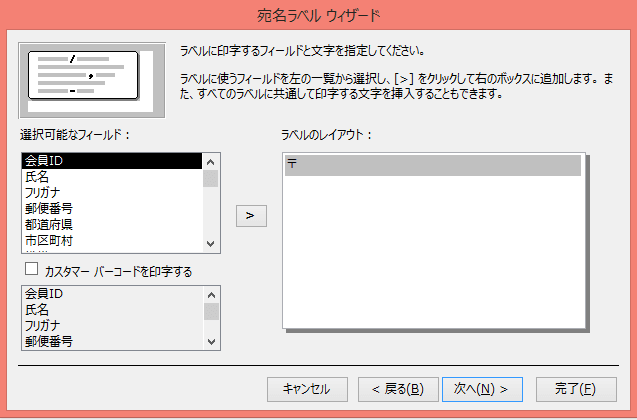 宛名ラベル ウィザード
ラベルに印字するフィールドと文字を指定してください。
ラベルに使うフィールドを左の一覧から選択し、[>] をクリックして右のボックスに追加します。ま
た、すべてのラベルに共通して印字する文字を挿入することもできます。
選択可能なフィールド：
ラベルのレイアウト：
会員ID
氏名
フリガナ
郵便番号
都道府県
市区町村
>
〒
カスタマー バーコードを印字する
会員ID
氏名
フリガナ
郵便番号
キャンセル
< 戻る(B)
次へ(N) >
完了(F)